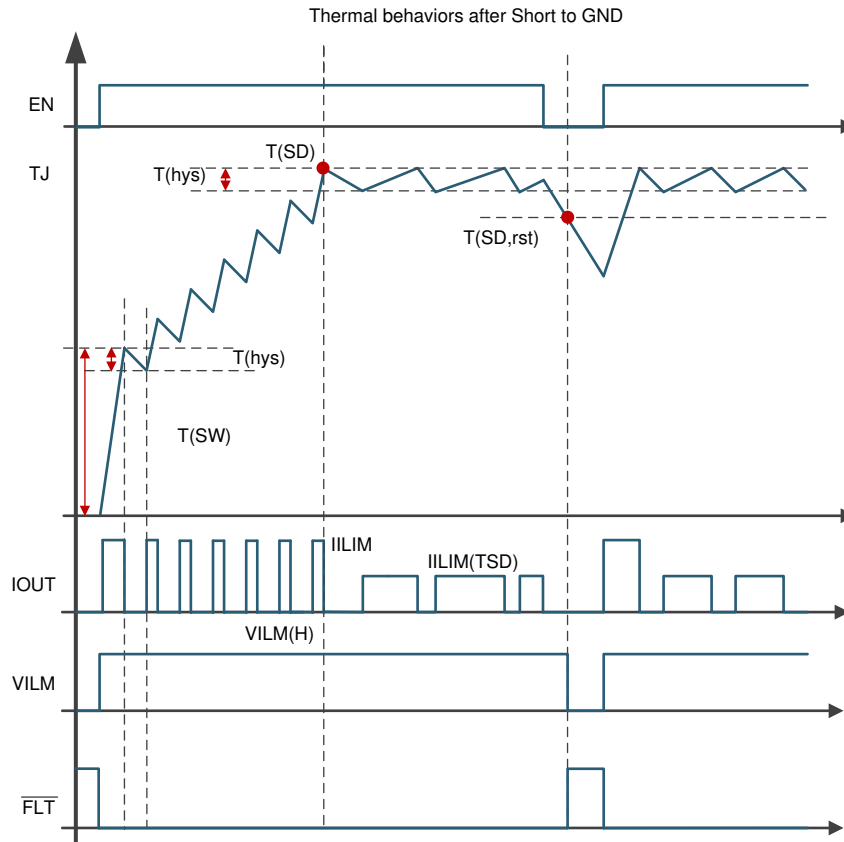 Thermal behaviors after Short to GND
EN
T(SD)
TJ
T(hys)
T(SD,rst)
T(hys)
T(SW)
IILIM
IILIM(TSD)
IOUT
VILM(H)
VILM
FLT